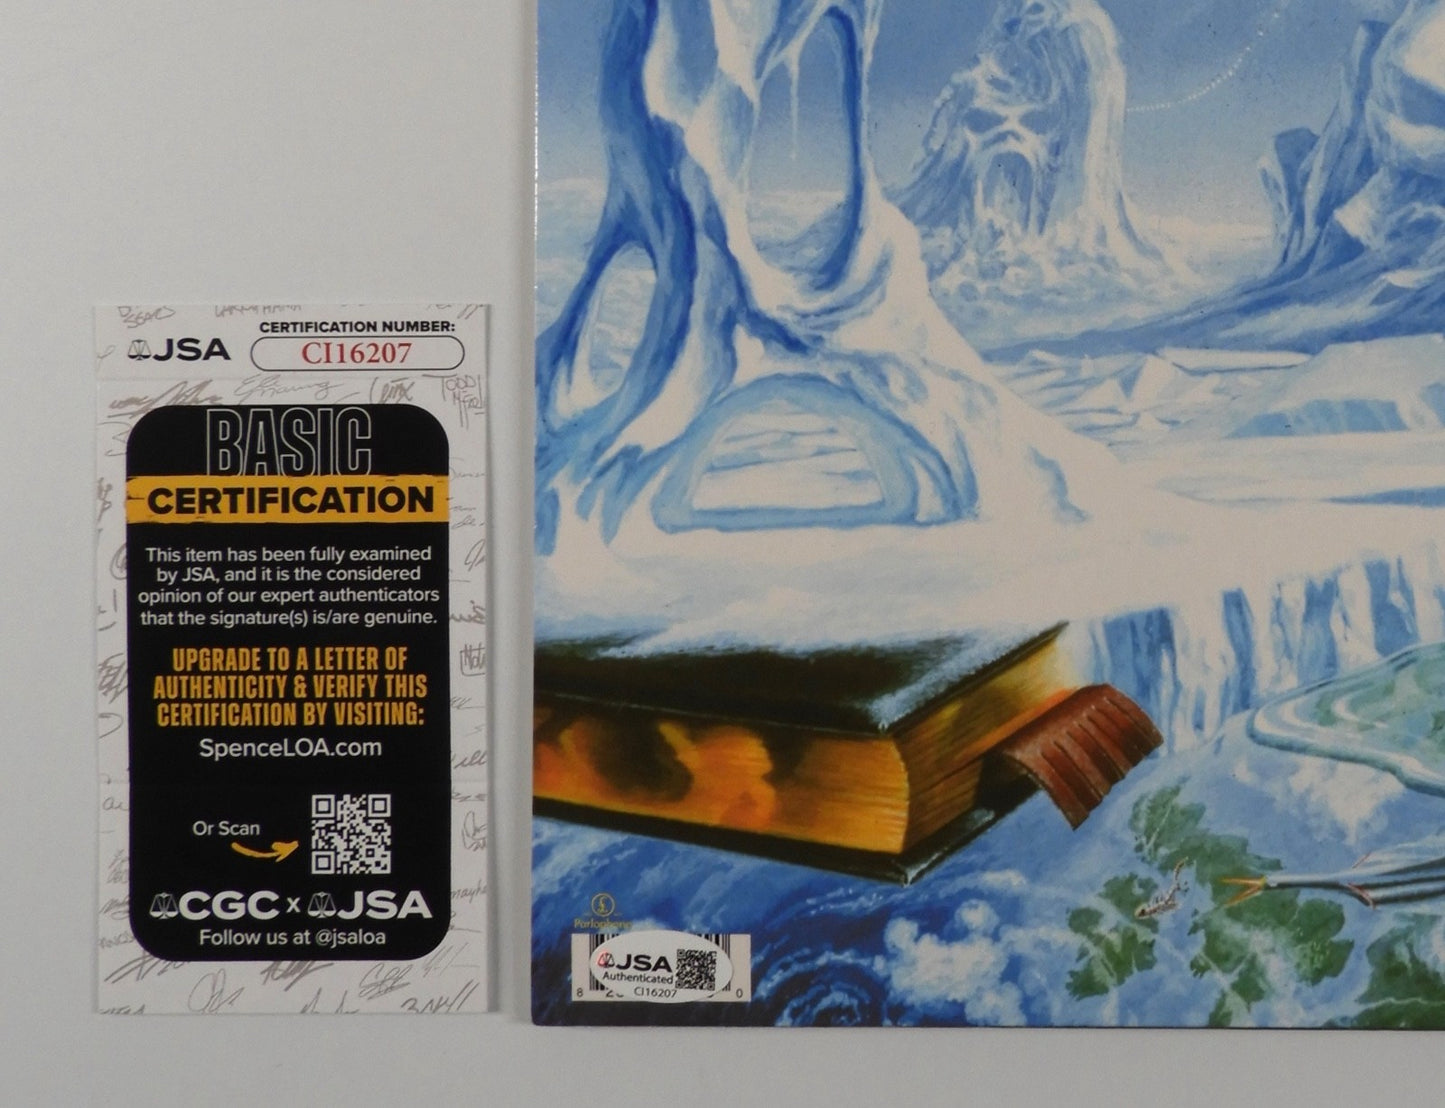 CERTIFICATION NUMBER:
JSA
CI16207
BASIC
CERTIFICATION
This item has been fully examined
by JSA, and it is the considered
opinion of our expert authenticators
that the signature(s) is/are genuine.
UPGRADE TO A LETTER OF
AUTHENTICITY & VERIFY THIS
CERTIFICATION BY VISITING:
SpenceLOA.com
Or Scan
CGC x JSA
Follow us at @jsaloa
£
Parlophone
JSA
Authenticated
CI16207
8
0